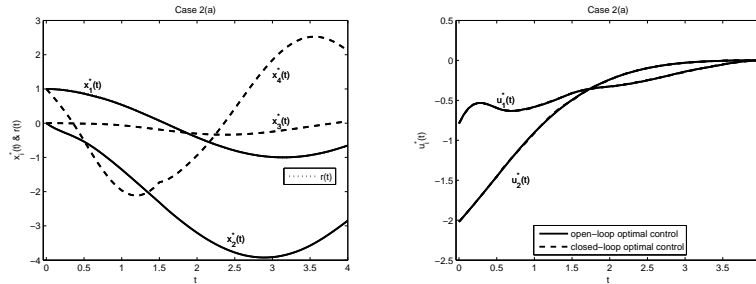 Case 2(a)
x*i(t) & r(t)
3
2
1
0
−1
−2
−3
−4
x*1(t)
x*4(t)
x*3(t)
x*2(t)
r(t)
0
0.5
1
1.5
2
2.5
3
3.5
4
t
Case 2(a)
u*i(t)
0.5
0
−0.5
−1
−1.5
−2
−2.5
u*1(t)
u*2(t)
open−loop optimal control
closed−loop optimal control
0
0.5
1
1.5
2
2.5
3
3.5
t